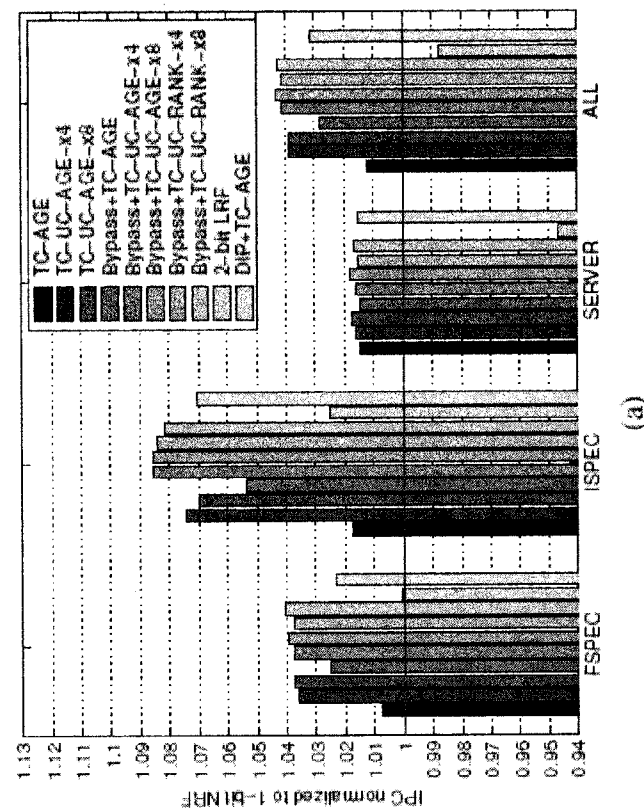 IPC normalized to 1-bit NRF
1.13
1.12
1.11
1.1
1.09
1.08
1.07
1.06
1.05
1.04
1.03
1.02
1.01
1
0.99
0.98
0.97
0.96
0.95
0.94
TC-AGE
TC-UC-AGE-x4
TC-UC-AGE-x8
Bypass+TC-AGE
Bypass+TC-UC-AGE-x4
Bypass+TC-UC-AGE-x8
Bypass+TC-UC-RANK-x4
Bypass+TC-UC-RANK-x8
2-bit LRF
DIP+TC-AGE
FSPEC
ISPEC
SERVER
ALL
(a)